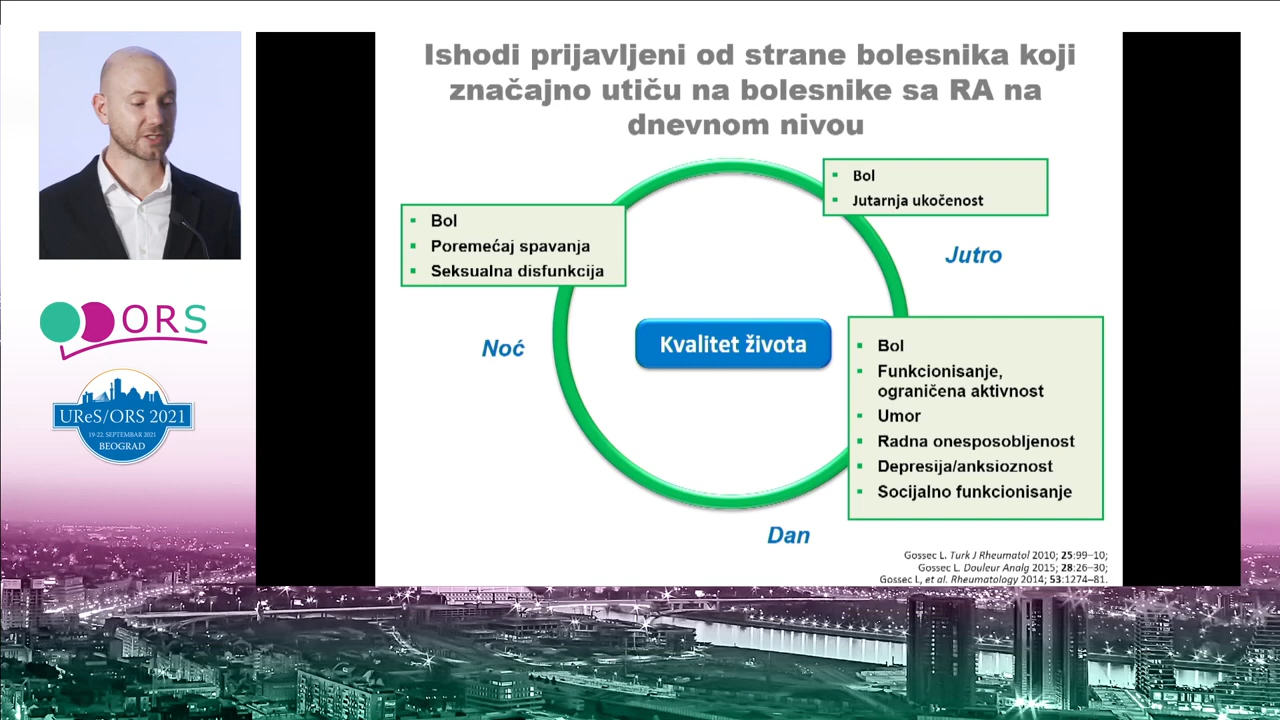 Ishodi prijavljeni od strane bolesnika koji
značajno utiču na bolesnike sa RA na
dnevnom nivou
Bol
Jutarnja ukočenost
Bol
Poremećaj spavanja
Seksualna disfunkcija
Jutro
Noć
Kvalitet života
Bol
Funkcionisanje,
ograničena aktivnost
Umor
Radna onesposobljenost
Depresija/anksioznost
Socijalno funkcionisanje
Dan
Gossec L. Turk J Rheumatol 2010; 25:99–10;
Gossec L. Douleur Analg 2015; 28:26–30;
Gossec L, et al. Rheumatology 2014; 53:1274–81.
ORS
UReS/ORS 2021
19-22. SEPTEMBAR 2021
BEOGRAD